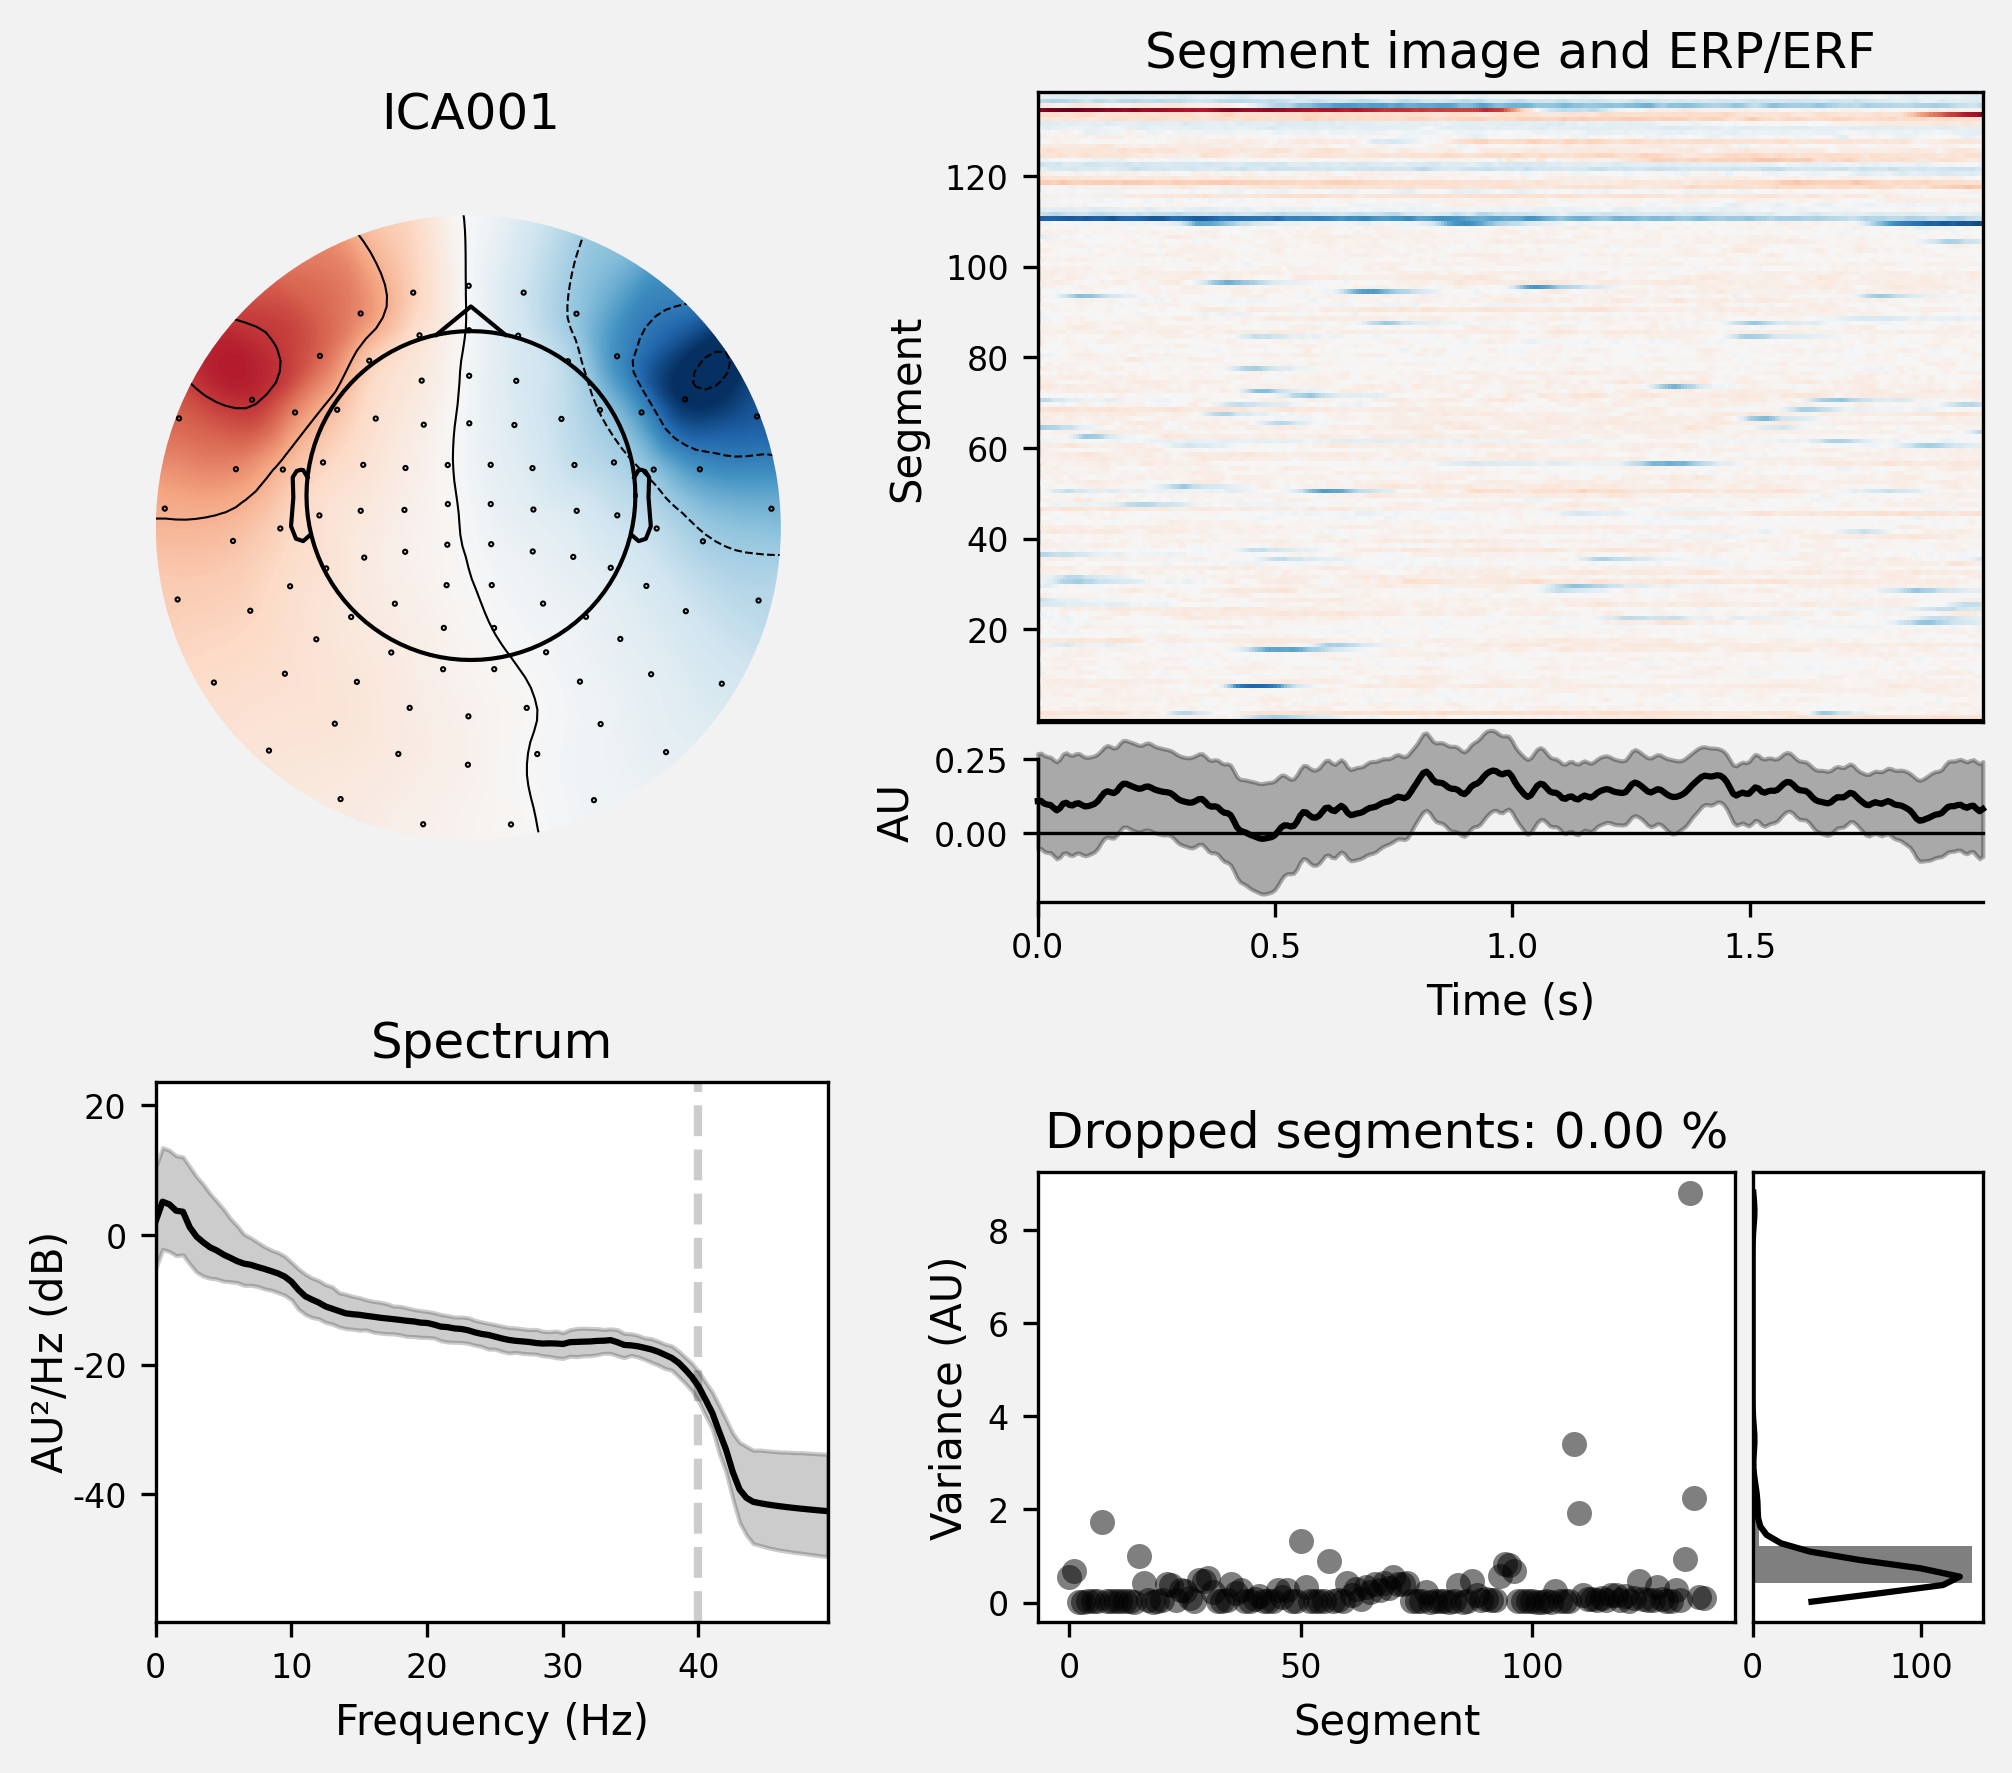 ICA001
Segment image and ERP/ERF
Segment
120
100
80
60
40
20
AU
0.25
0.00
0.0 0.5 1.0 1.5
Time (s)
Spectrum
AU²/Hz (dB)
20
0
-20
-40
0 10 20 30 40
Frequency (Hz)
Dropped segments: 0.00 %
Variance (AU)
8
6
4
2
0
0 50 100
Segment
0 100